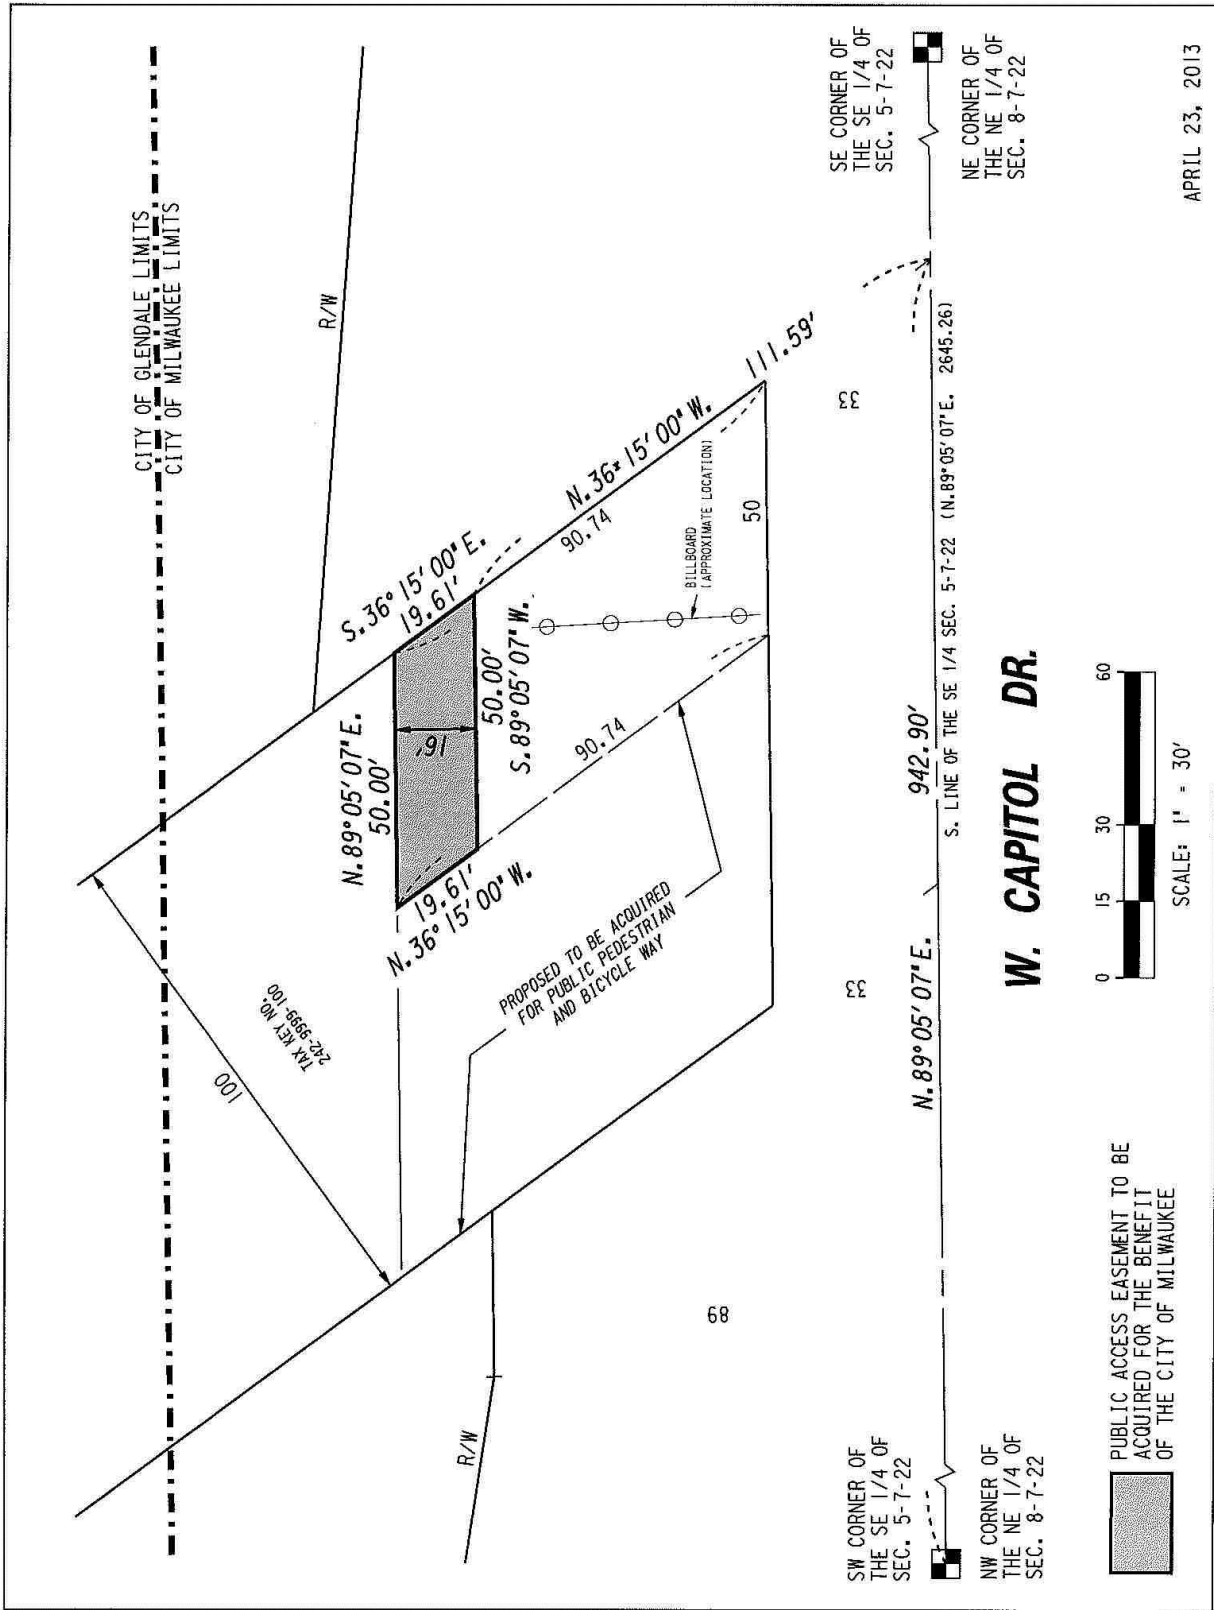 CITY OF GLENDALE LIMITS
CITY OF MILWAUKEE LIMITS
R/W
S.36°15'00"E.
19.61'
N.89°05'07"E.
50.00'
16'
50.00'
S.89°05'07"W.
19.61'
N.36°15'00"W.
N.36°15'00"W.
90.74
111.59'
90.74
BILLBOARD
(APPROXIMATE LOCATION)
50
100
TAX KEY NO.
242-9999-100
PROPOSED TO BE ACQUIRED
FOR PUBLIC PEDESTRIAN
AND BICYCLE WAY
R/W
89
33
33
SW CORNER OF
THE SE 1/4 OF
SEC. 5-7-22
NW CORNER OF
THE NE 1/4 OF
SEC. 8-7-22
N.89°05'07"E.
942.90'
S. LINE OF THE SE 1/4 SEC. 5-7-22 (N.89°05'07"E. 2645.26)
SE CORNER OF
THE SE 1/4 OF
SEC. 5-7-22
NE CORNER OF
THE NE 1/4 OF
SEC. 8-7-22
W. CAPITOL DR.
0 15 30 60
SCALE: 1" = 30'
PUBLIC ACCESS EASEMENT TO BE
ACQUIRED FOR THE BENEFIT
OF THE CITY OF MILWAUKEE
APRIL 23, 2013